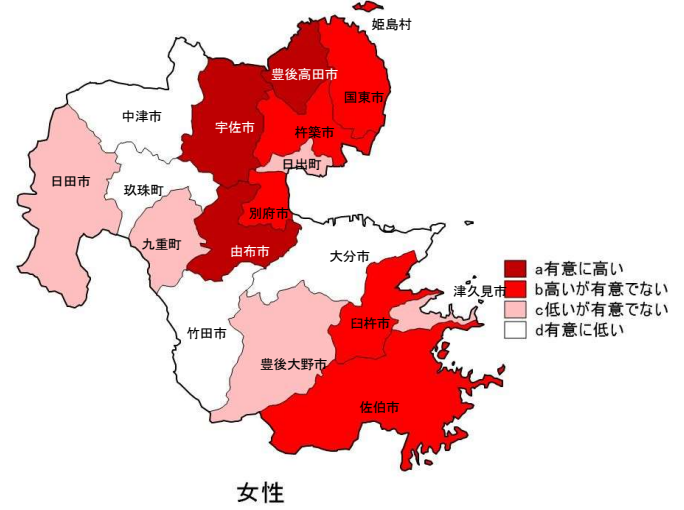 姫島村
豊後高田市
国東市
中津市
宇佐市
杵築市
日出町
日田市
玖珠町
別府市
九重町
由布市
大分市
a有意に高い
b高いが有意でない
c低いが有意でない
d有意に低い
津久見市
臼杵市
竹田市
豊後大野市
佐伯市
女性